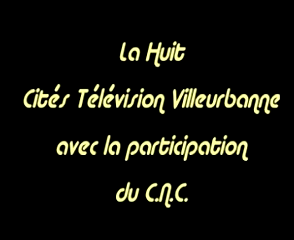 La Huit
Cités Télévision Villeurbanne
avec la participation
du C.N.C.